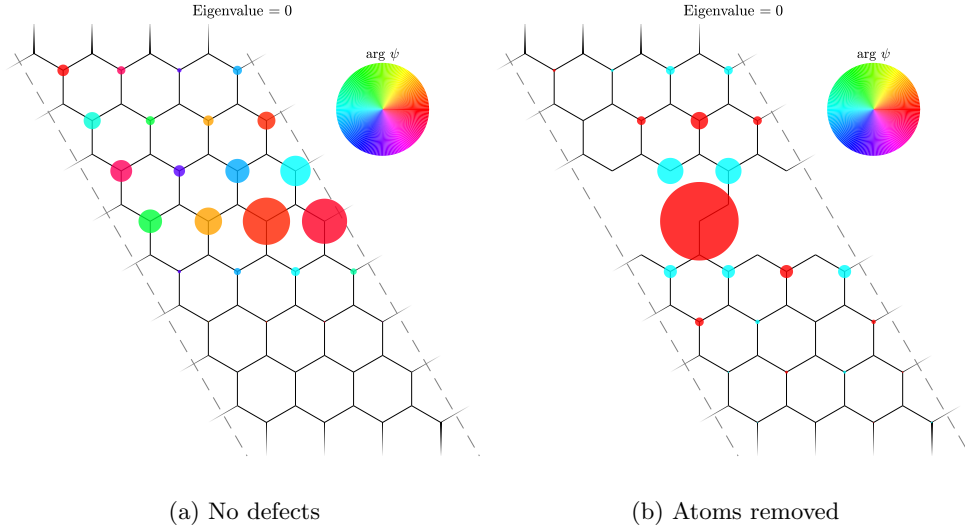 Eigenvalue = 0
arg ψ
(a) No defects
Eigenvalue = 0
arg ψ
(b) Atoms removed